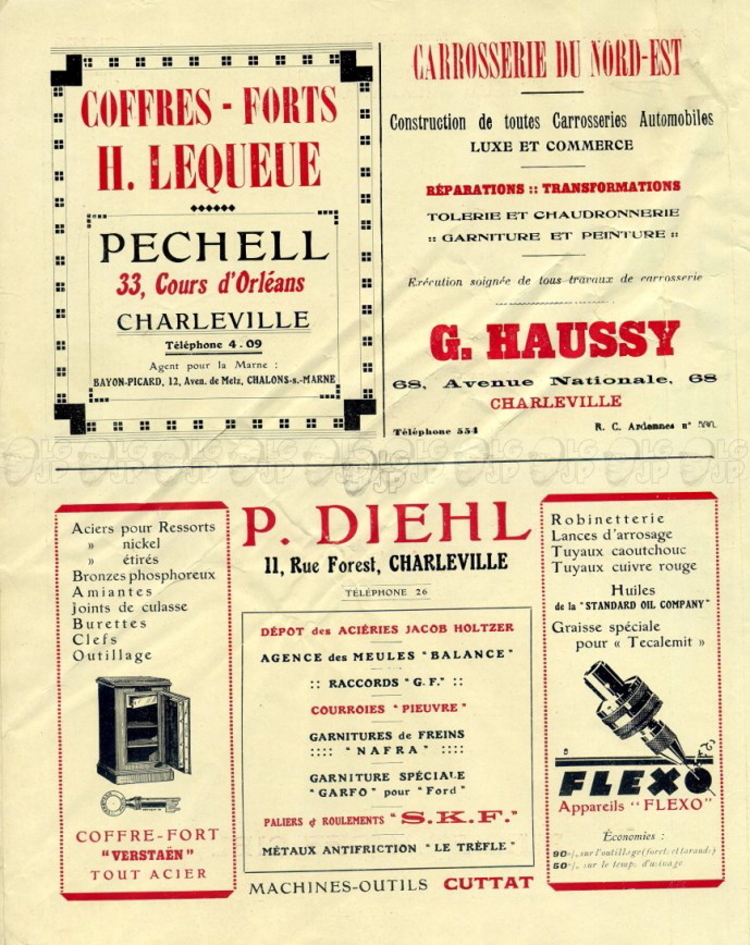 COFFRES - FORTS
H. LEQUEUE
PECHELL
33, Cours d'Orléans
CHARLEVILLE
Téléphone 4.09
Agent pour la Marne :
BAYON-PICARD, 12, Aven. de Metz, CHALONS-s.-MARNE
CARROSSERIE DU NORD-EST
Construction de toutes Carrosseries Automobiles
LUXE ET COMMERCE
RÉPARATIONS :: TRANSFORMATIONS
TOLERIE ET CHAUDRONNERIE
:: GARNITURE ET PEINTURE ::
Exécution soignée de tous travaux de carrosserie
G. HAUSSY
68, Avenue Nationale, 68
CHARLEVILLE
Téléphone 554
R. C. Ardennes n°
Aciers pour Ressorts
» nickel
» étirés
Bronzes phosphoreux
Amiantes
Joints de culasse
Burettes
Clefs
Outillage
COFFRE-FORT
"VERSTAËN"
TOUT ACIER
P. DIEHL
11, Rue Forest, CHARLEVILLE
TÉLÉPHONE 26
DÉPOT des ACIÉRIES JACOB HOLTZER
AGENCE des MEULES "BALANCE"
:: RACCORDS "G.F." ::
COURROIES "PIEUVRE"
GARNITURES de FREINS
:::: "NAFRA" ::::
GARNITURE SPÉCIALE
"GARFO" pour "Ford"
PALIERS & ROULEMENTS "S.K.F."
MÉTAUX ANTIFRICTION "LE TRÈFLE"
MACHINES-OUTILS CUTTAT
Robinetterie
Lances d'arrosage
Tuyaux caoutchouc
Tuyaux cuivre rouge
Huiles
de la "STANDARD OIL COMPANY"
Graisse spéciale
pour « Tecalemit »
FLEXO
Appareils "FLEXO"
Économies :
90% sur l'outillage (forets et tarauds)
50% sur le temps d'usinage
JP